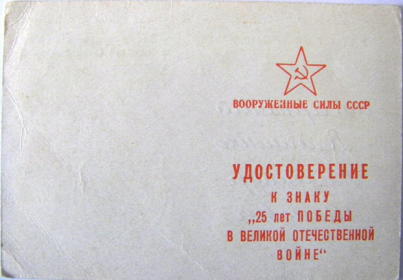 ВООРУЖЕННЫЕ СИЛЫ СССР
УДОСТОВЕРЕНИЕ
К ЗНАКУ
„25 лет ПОБЕДЫ
В ВЕЛИКОЙ ОТЕЧЕСТВЕННОЙ
ВОЙНЕ“